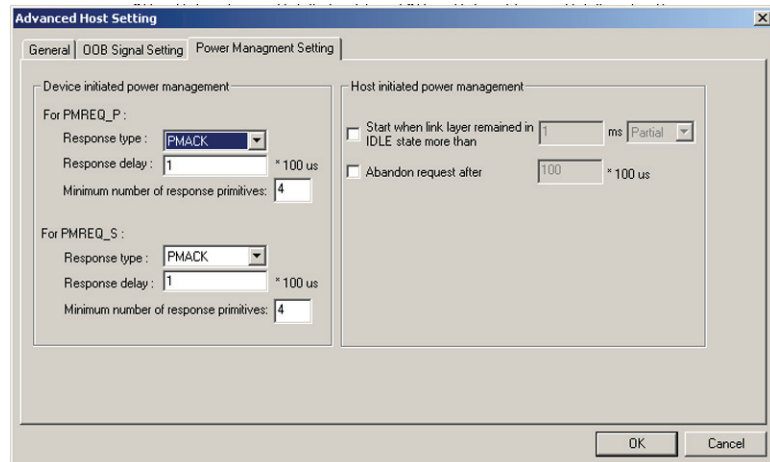 Advanced Host Setting
General
OOB Signal Setting
Power Managment Setting
Device initiated power management
For PMREQ_P :
Response type : PMACK
Response delay : 1 * 100 us
Minimum number of response primitives: 4
For PMREQ_S :
Response type : PMACK
Response delay : 1 * 100 us
Minimum number of response primitives: 4
Host initiated power management
Start when link layer remained in
IDLE state more than 1 ms Partial
Abandon request after 100 * 100 us
OK
Cancel